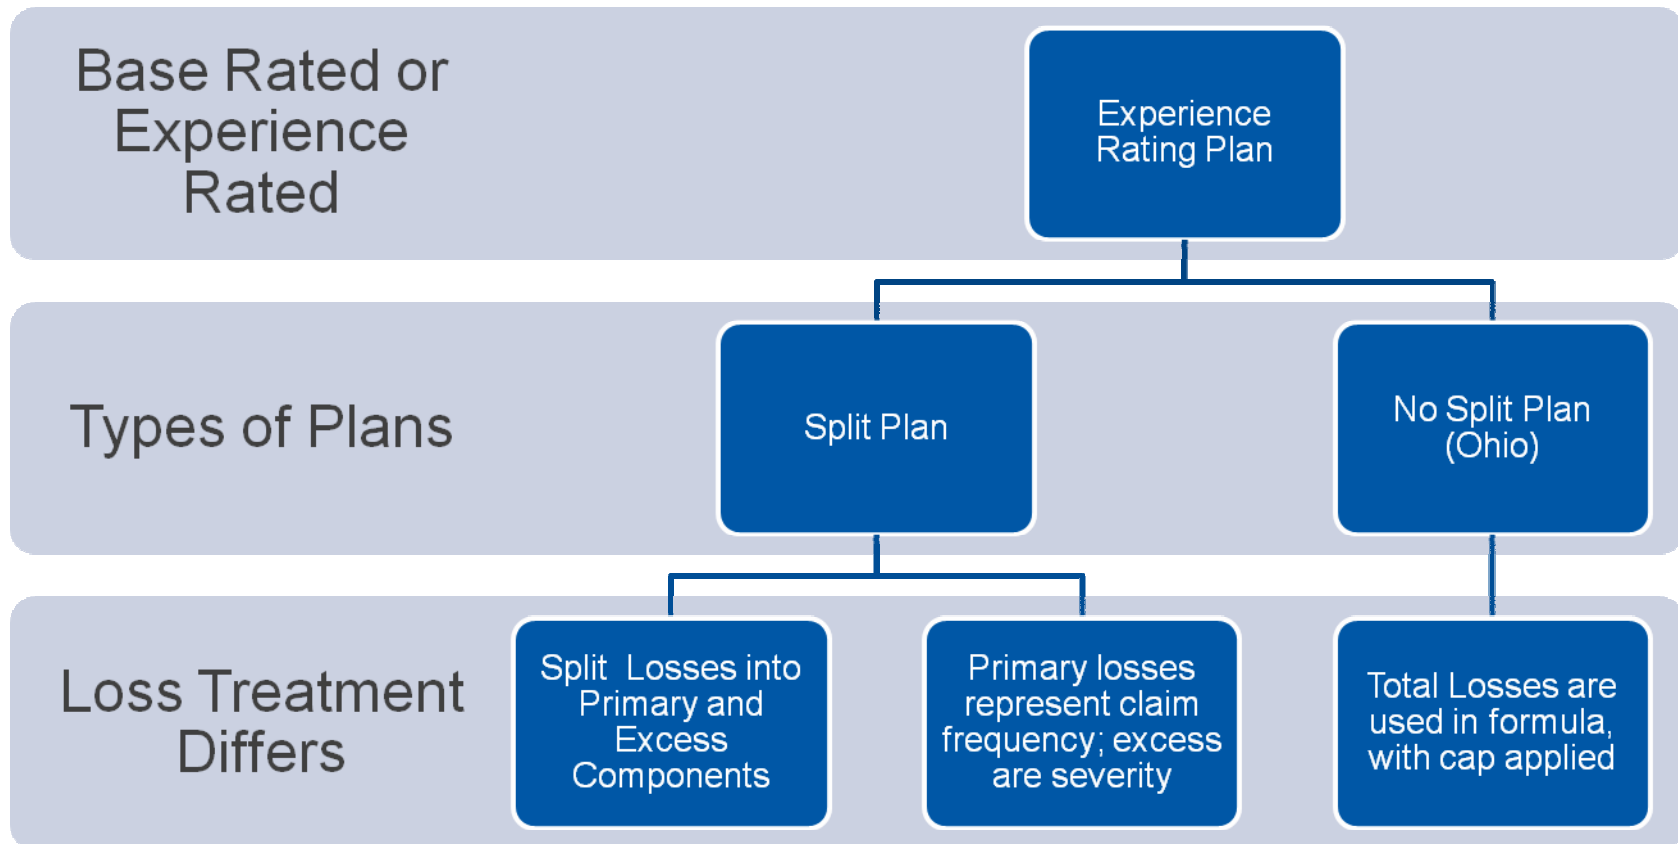 Base Rated or
Experience
Rated
Experience
Rating Plan
Types of Plans
Split Plan
No Split Plan
(Ohio)
Loss Treatment
Differs
Split  Losses into
Primary and
Excess
Components
Primary losses
represent claim
frequency; excess
are severity
Total Losses are
used in formula,
with cap applied